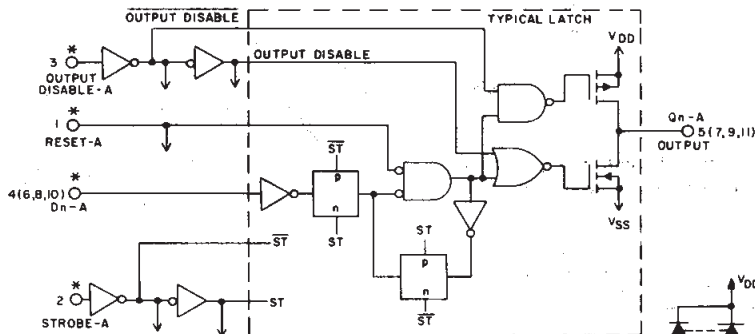 OUTPUT DISABLE
TYPICAL LATCH
VDD
*
3
OUTPUT
DISABLE-A
OUTPUT DISABLE
*
1
RESET-A
Qn-A
5(7,9,11)
OUTPUT
ST
p
n
ST
*
4(6,8,10)
Dn-A
VSS
ST
p
n
ST
ST
*
2
STROBE-A
ST
VDD